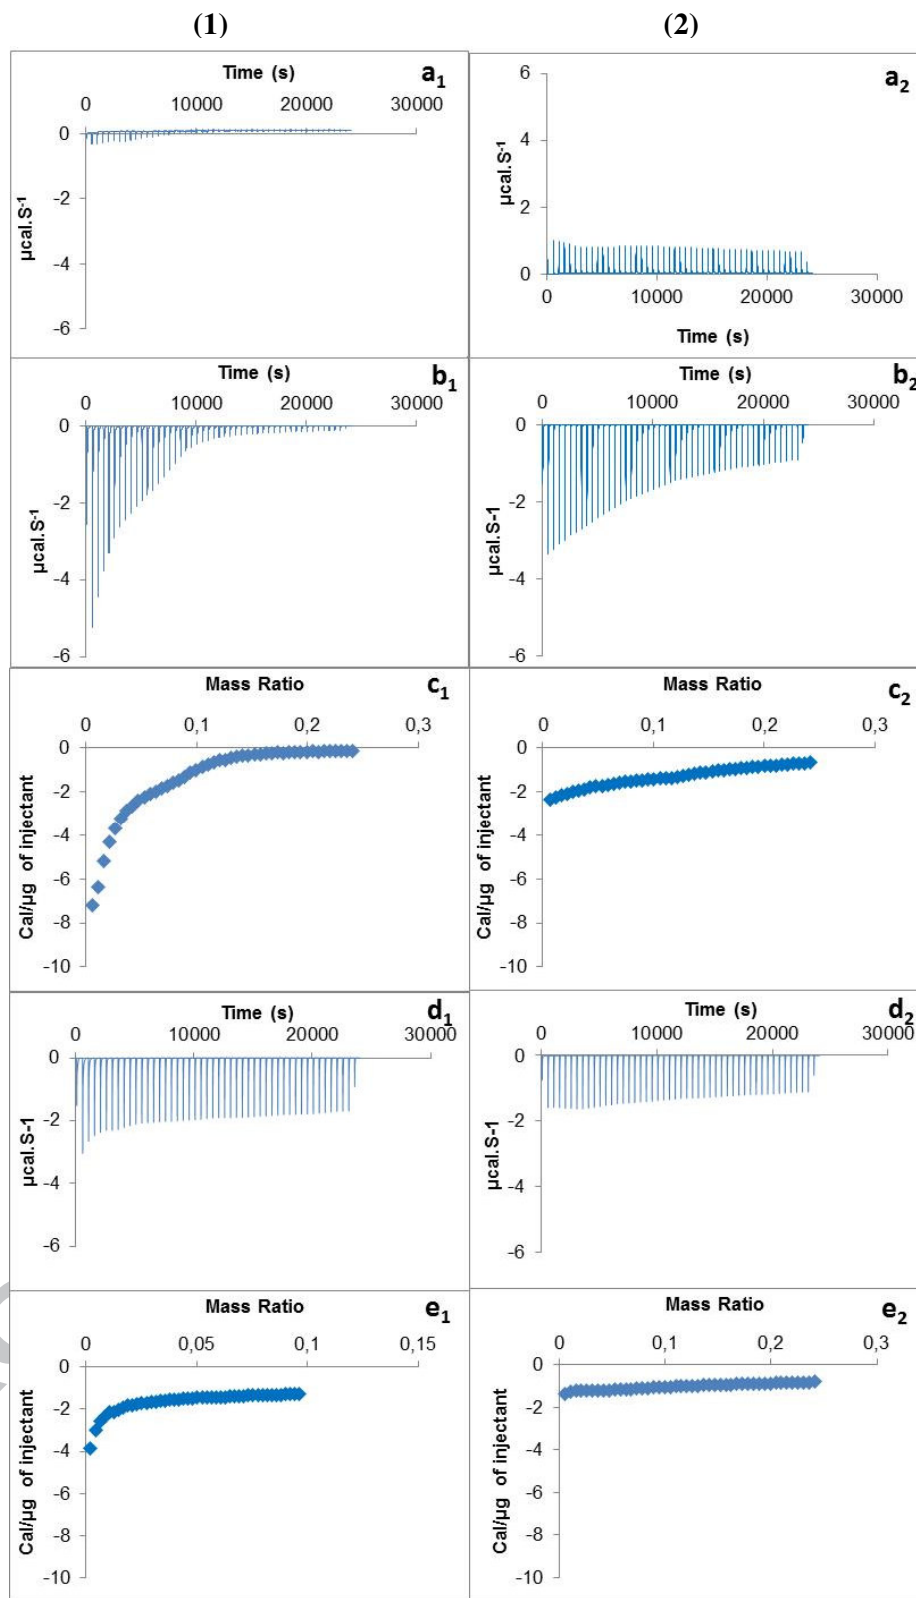 (1) (2)
Time (s) a1
0 10000 20000 30000
0
-2
-4
-6
µcal.S-1
a2
6
4
2
0
µcal.S-1
0 10000 20000 30000
Time (s)
Time (s) b1
0 10000 20000 30000
0
-2
-4
-6
µcal.S-1
Time (s) b2
0 10000 20000 30000
0
-2
-4
-6
µcal.S-1
Mass Ratio c1
0 0,1 0,2 0,3
0
-2
-4
-6
-8
-10
Cal/µg of injectant
Mass Ratio c2
0 0,1 0,2 0,3
0
-2
-4
-6
-8
-10
Cal/µg of injectant
Time (s) d1
0 10000 20000 30000
0
-2
-4
-6
µcal.S-1
Time (s) d2
0 10000 20000 30000
0
-2
-4
-6
µcal.S-1
Mass Ratio e1
0 0,05 0,1 0,15
0
-2
-4
-6
-8
-10
Cal/µg of injectant
Mass Ratio e2
0 0,1 0,2 0,3
0
-2
-4
-6
-8
-10
Cal/µg of injectant